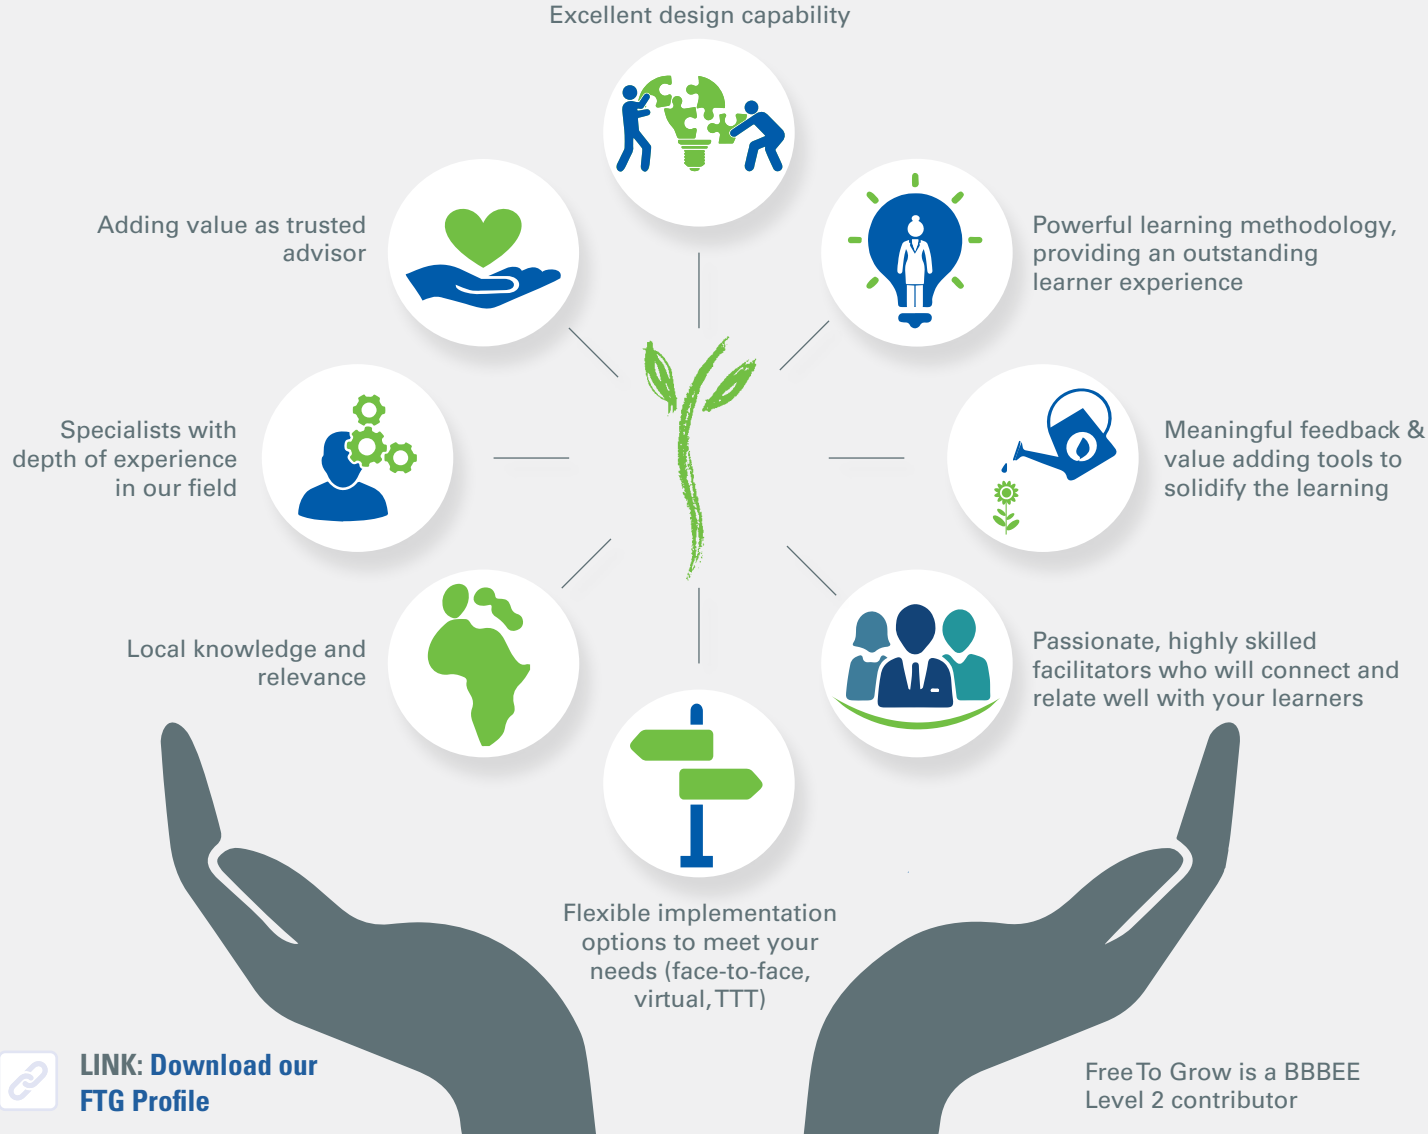 Excellent design capability
Adding value as trusted
advisor
Powerful learning methodology,
providing an outstanding
learner experience
Specialists with
depth of experience
in our field
Meaningful feedback &
value adding tools to
solidify the learning
Local knowledge and
relevance
Passionate, highly skilled
facilitators who will connect and
relate well with your learners
Flexible implementation
options to meet your
needs (face-to-face,
virtual, TTT)
LINK: Download our
FTG Profile
Free To Grow is a BBBEE
Level 2 contributor